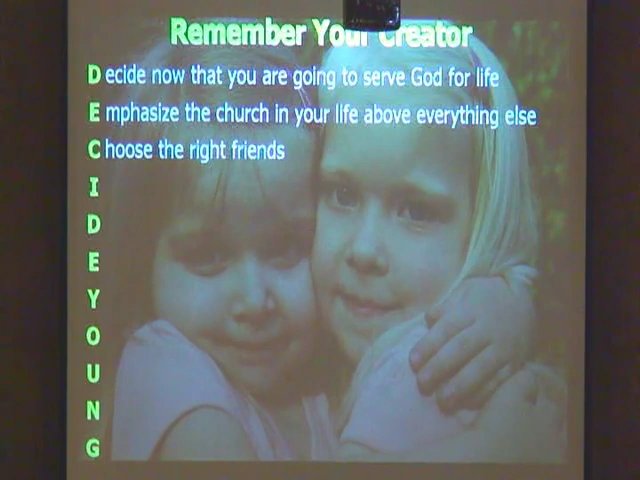 Remember Your Creator
Decide now that you are going to serve God for life
Emphasize the church in your life above everything else
Choose the right friends
I
D
E
Y
O
U
N
G